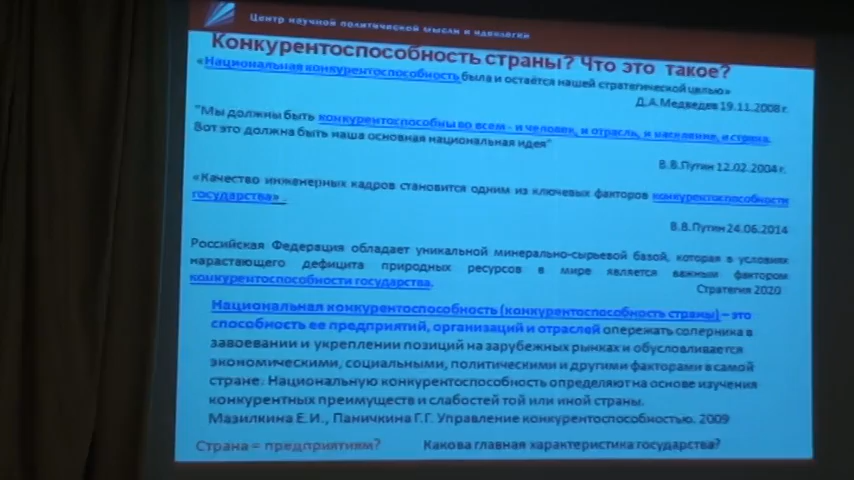 Центр научной политической мысли и идеологии
Конкурентоспособность страны? Что это такое?
«Национальная конкурентоспособность была и остаётся нашей стратегической целью»
Д.А.Медведев 19.11.2008 г.
"Мы должны быть конкурентоспособны во всем - и человек, и отрасль, и население, и страна.
Вот это должна быть наша основная национальная идея"
В.В.Путин 12.02.2004 г.
«Качество инженерных кадров становится одним из ключевых факторов конкурентоспособности
государства» .
В.В.Путин 24.06.2014
Российская Федерация обладает уникальной минерально-сырьевой базой, которая в условиях
нарастающего дефицита природных ресурсов в мире является важным фактором
конкурентоспособности государства.
Стратегия 2020
Национальная конкурентоспособность (конкурентоспособность страны) – это
способность ее предприятий, организаций и отраслей опережать соперника в
завоевании и укреплении позиций на зарубежных рынках и обусловливается
экономическими, социальными, политическими и другими факторами в самой
стране. Национальную конкурентоспособность определяют на основе изучения
конкурентных преимуществ и слабостей той или иной страны.
Мазилкина Е.И., Паничкина Г.Г. Управление конкурентоспособностью. 2009
Страна = предприятиям? Какова главная характеристика государства?